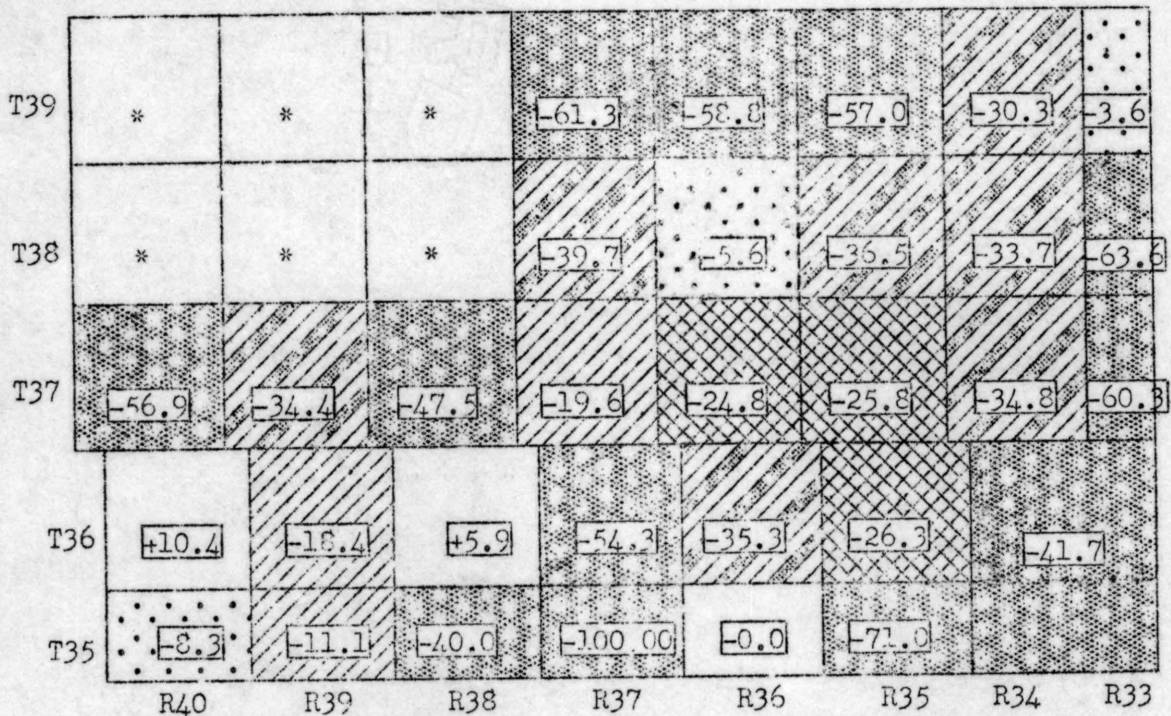 T39 * * * -61.3 -58.8 -57.0 -30.3 -3.6
T38 * * * -39.7 -5.6 -36.5 -33.7 -63.6
T37 -56.9 -34.4 -47.5 -19.6 -24.8 -25.8 -34.8 -60.3
T36 +10.4 -18.4 +5.9 -54.3 -35.3 -26.3 -41.7
T35 -8.3 -11.1 -40.0 -100.00 -0.0 -71.0
R40 R39 R38 R37 R36 R35 R34 R33